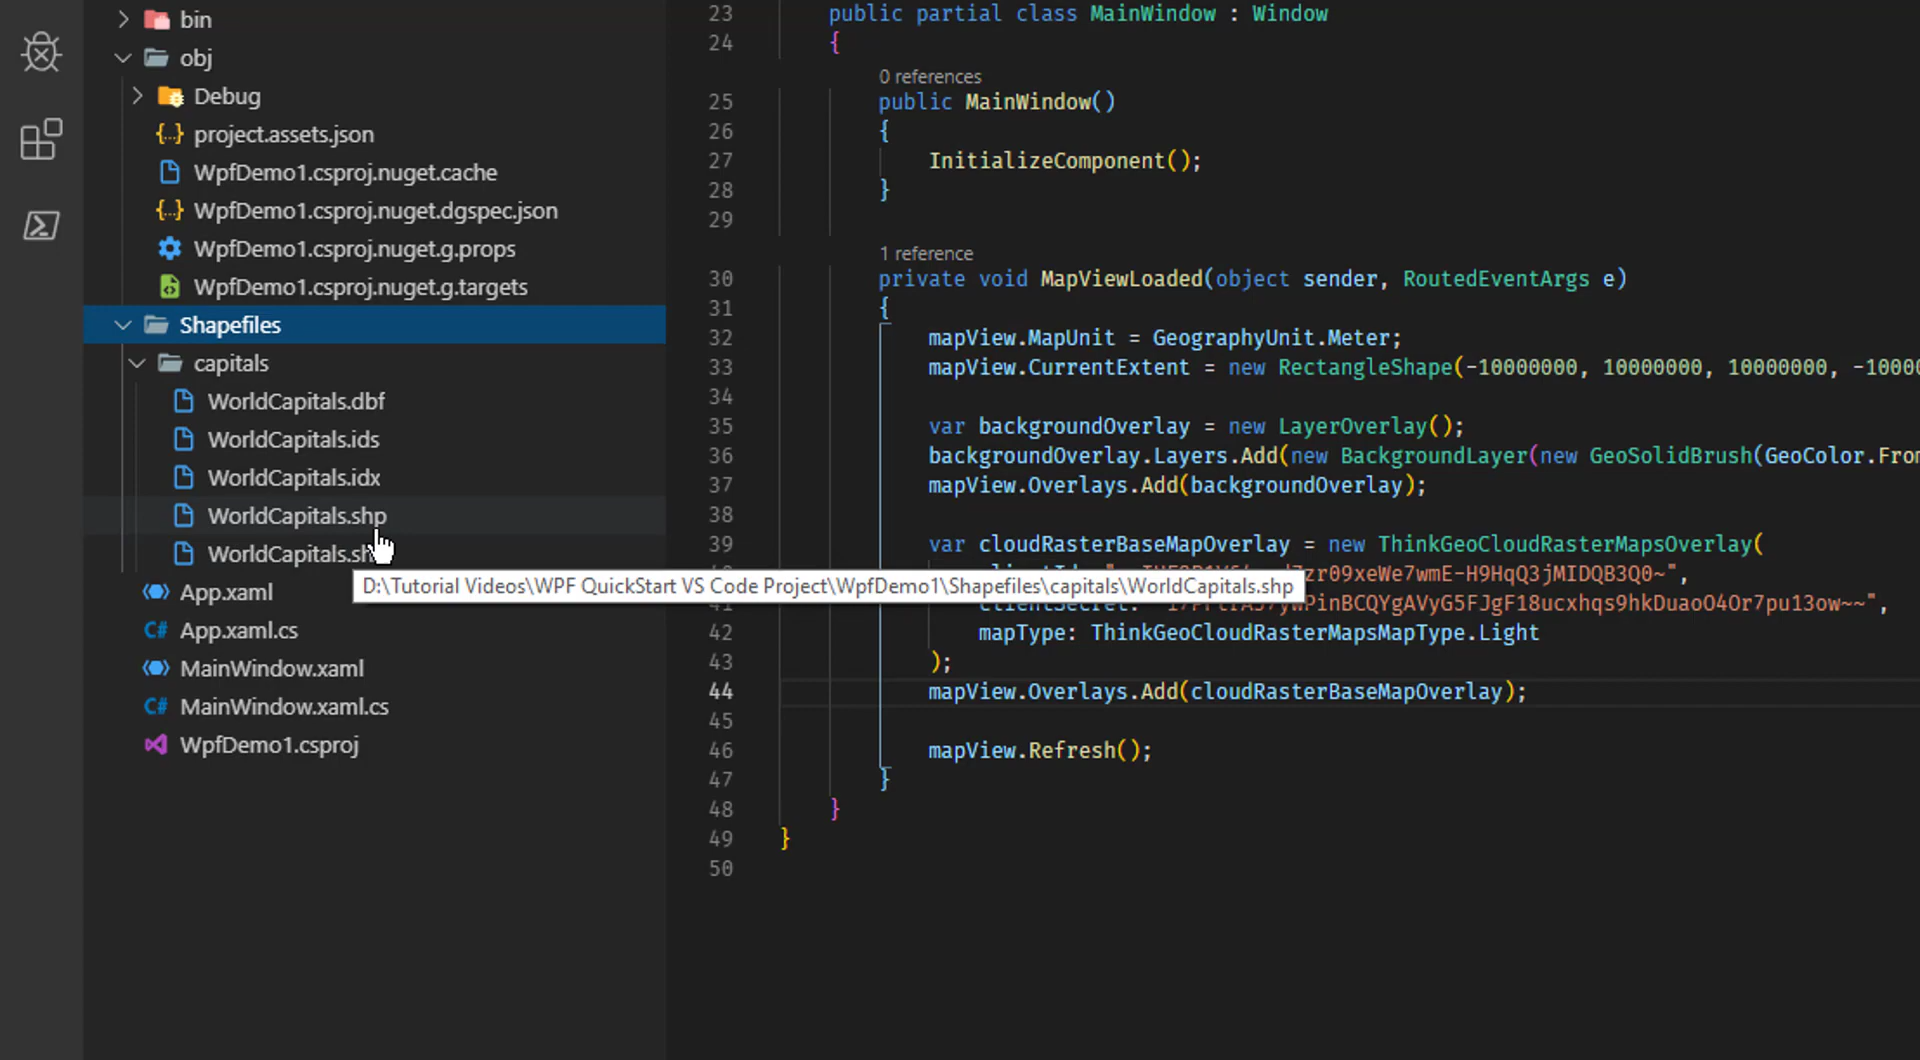 bin
obj
Debug
project.assets.json
WpfDemo1.csproj.nuget.cache
WpfDemo1.csproj.nuget.dgspec.json
WpfDemo1.csproj.nuget.g.props
WpfDemo1.csproj.nuget.g.targets
Shapefiles
capitals
WorldCapitals.dbf
WorldCapitals.ids
WorldCapitals.idx
WorldCapitals.shp
App.xaml
C# App.xaml.cs
MainWindow.xaml
C# MainWindow.xaml.cs
WpfDemo1.csproj
D:\Tutorial Videos\WPF QuickStart VS Code Project\WpfDemo1\Shapefiles\capitals\WorldCapitals.shp
23 public partial class MainWindow : Window
24 {
0 references
25 public MainWindow()
26 {
27 InitializeComponent();
28 }
29
1 reference
30 private void MapViewLoaded(object sender, RoutedEventArgs e)
31 {
32 mapView.MapUnit = GeographyUnit.Meter;
33 mapView.CurrentExtent = new RectangleShape(-10000000, 10000000, 10000000,
34
35 var backgroundOverlay = new LayerOverlay();
36 backgroundOverlay.Layers.Add(new BackgroundLayer(new GeoSolidBrush(GeoColor.
37 mapView.Overlays.Add(backgroundOverlay);
38
39 var cloudRasterBaseMapOverlay = new ThinkGeoCloudRasterMapsOverlay(
42 mapType: ThinkGeoCloudRasterMapsMapType.Light
43 );
44 mapView.Overlays.Add(cloudRasterBaseMapOverlay);
45
46 mapView.Refresh();
47 }
48 }
49 }
50